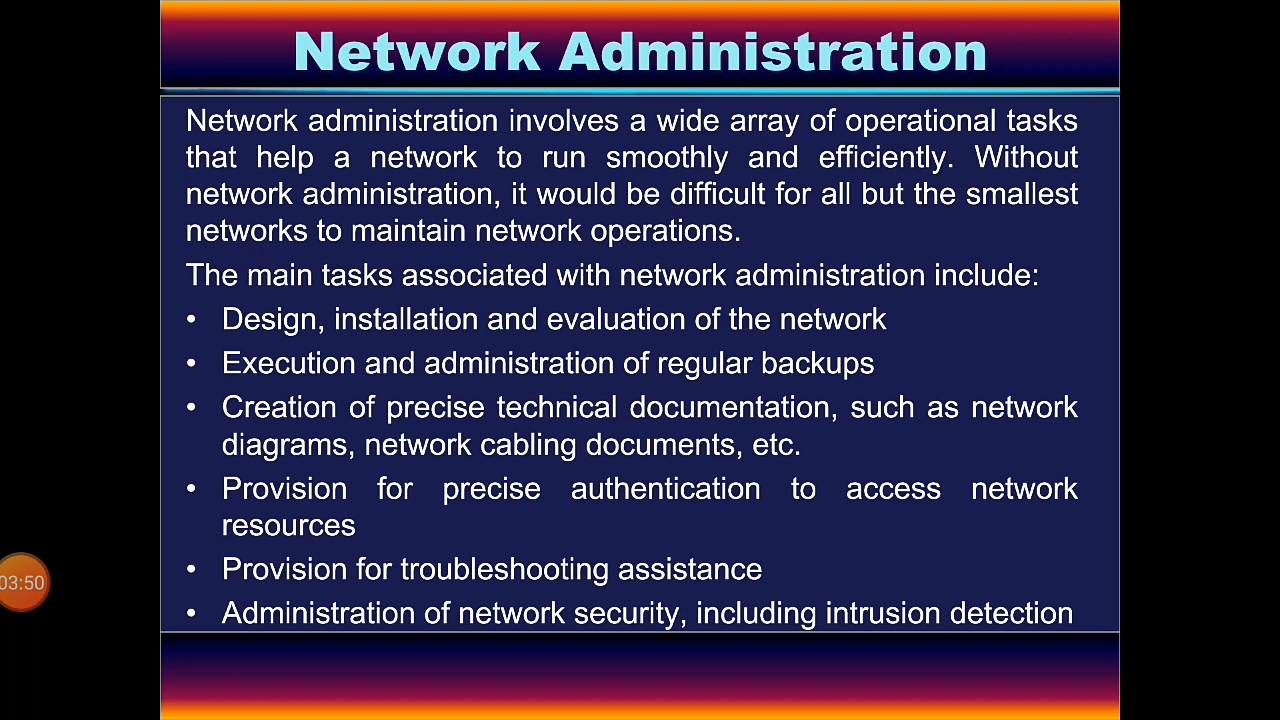 Network Administration
Network administration involves a wide array of operational tasks
that help a network to run smoothly and efficiently. Without
network administration, it would be difficult for all but the smallest
networks to maintain network operations.
The main tasks associated with network administration include:
• Design, installation and evaluation of the network
• Execution and administration of regular backups
• Creation of precise technical documentation, such as network
diagrams, network cabling documents, etc.
• Provision for precise authentication to access network
resources
• Provision for troubleshooting assistance
• Administration of network security, including intrusion detection
03:50